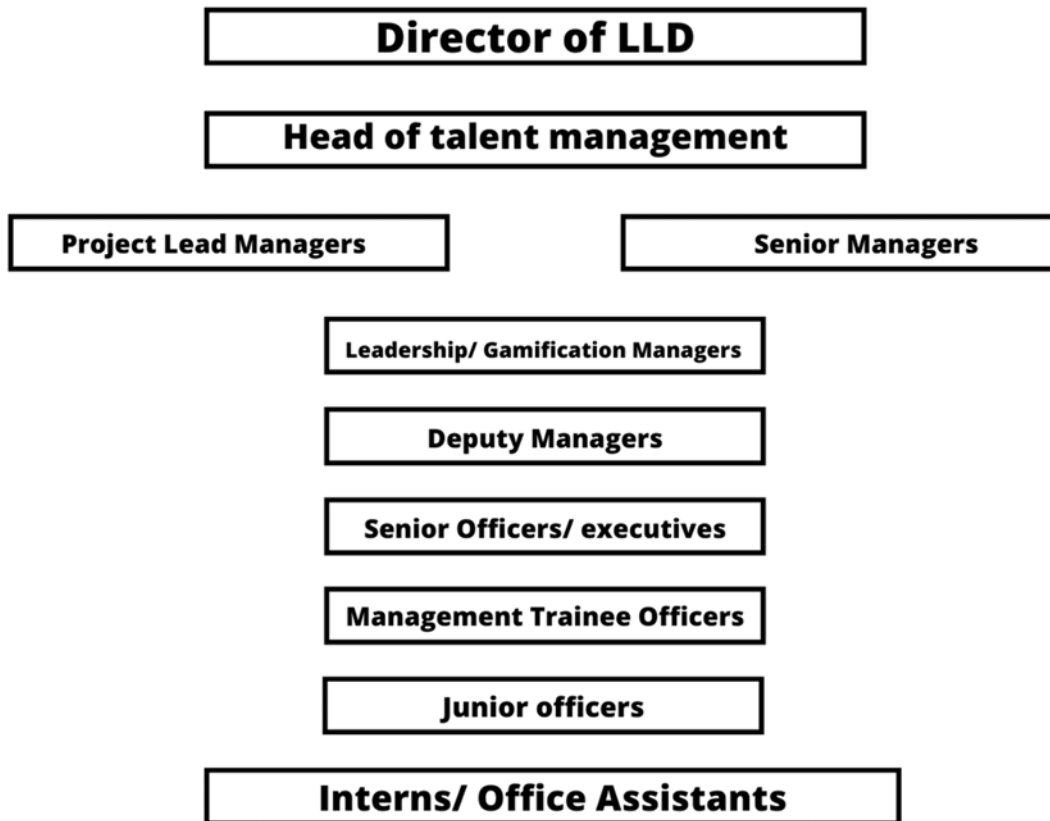 Director of LLD
Head of talent management
Project Lead Managers
Senior Managers
Leadership/ Gamification Managers
Deputy Managers
Senior Officers/ executives
Management Trainee Officers
Junior officers
Interns/ Office Assistants